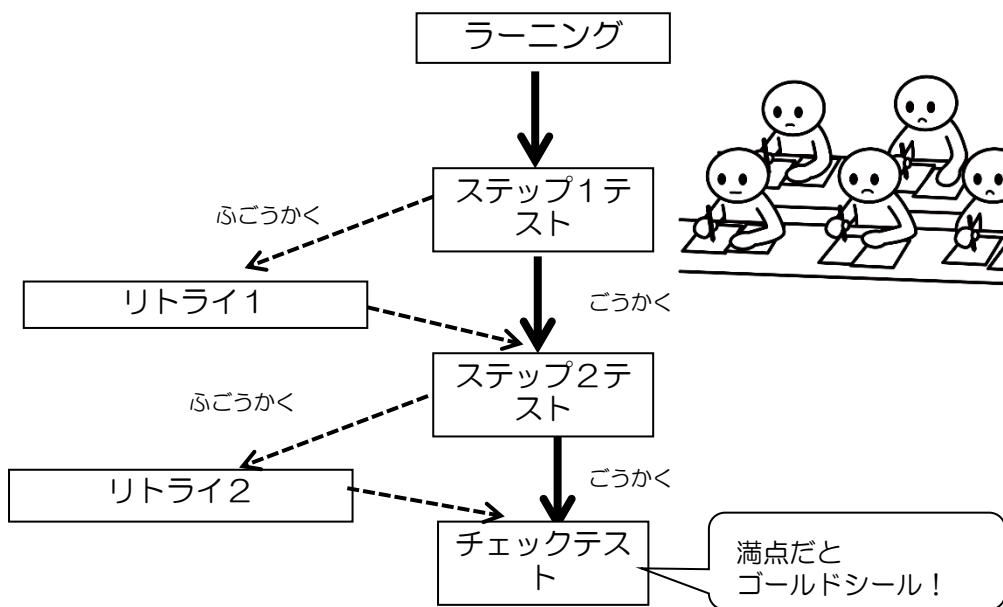 ラーニング
ステップ１テ
スト
ふごうかく
リトライ１
ごうかく
ステップ２テ
スト
ふごうかく
ごうかく
リトライ２
チェックテス
ト
満点だと
ゴールドシール！